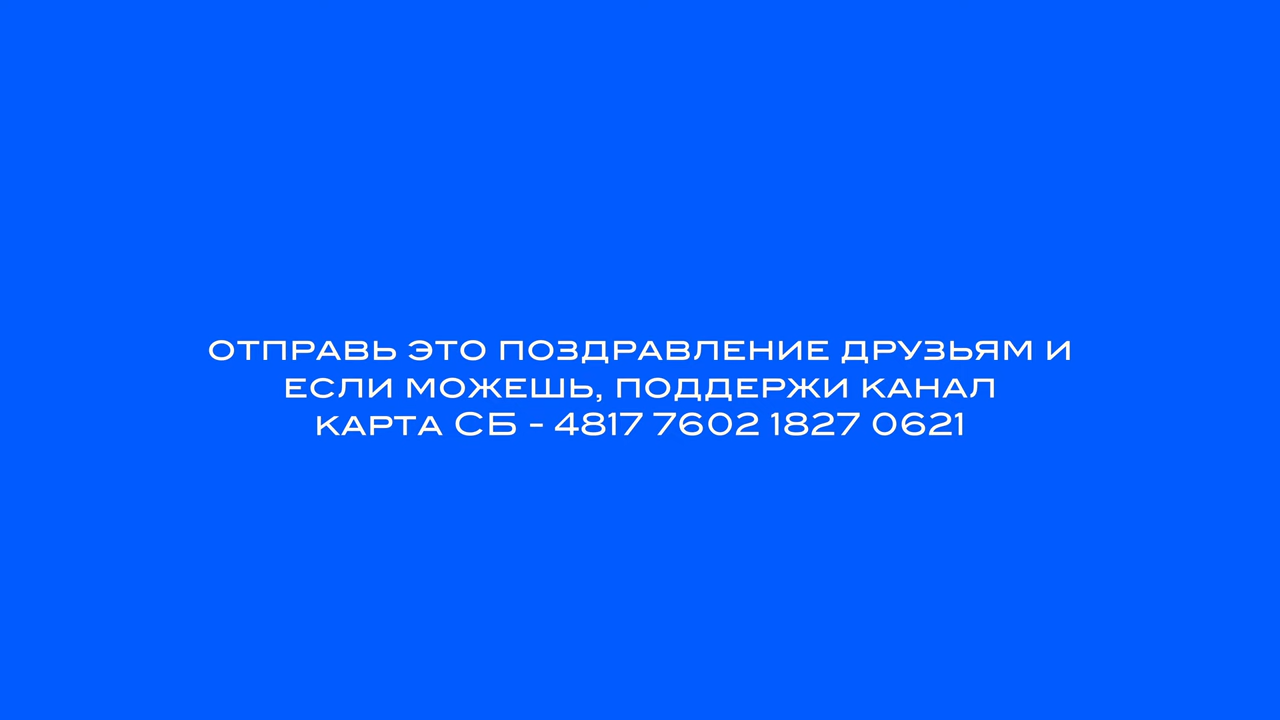 отправь это поздравление друзьям и
если можешь, поддержи канал
карта СБ - 4817 7602 1827 0621